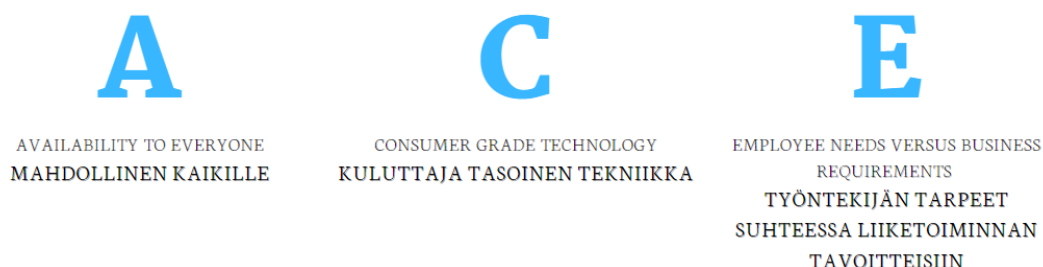 A
AVAILABILITY TO EVERYONE
MAHDOLLINEN KAIKILLE
C
CONSUMER GRADE TECHNOLOGY
KULUTTAJA TASOINEN TEKNIIKKA
E
EMPLOYEE NEEDS VERSUS BUSINESS
REQUIREMENTS
TYÖNTEKIJÄN TARPEET
SUHTEESSA LIIKETOIMINNAN
TAVOITTEISIIN